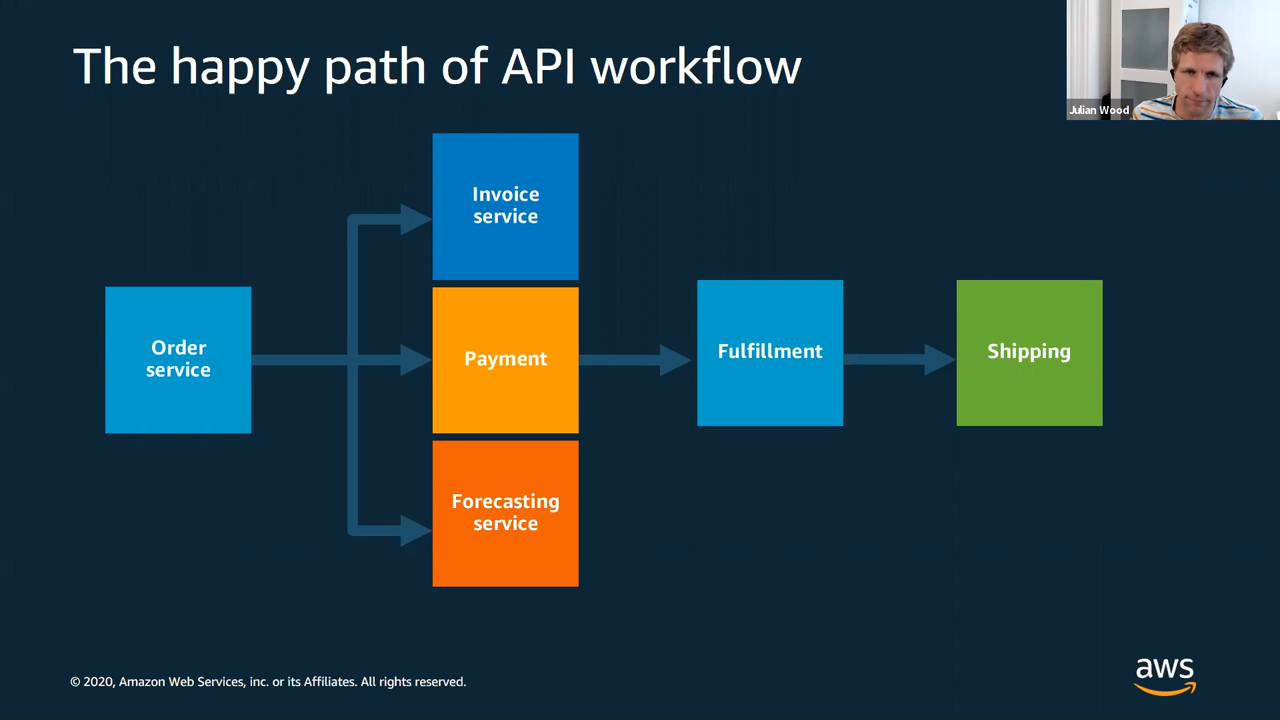 The happy path of API workflow
Julian Wood
Invoice
service
Order
service
Payment
Fulfillment
Shipping
Forecasting
service
© 2020, Amazon Web Services, inc. or its Affiliates. All rights reserved.
aws